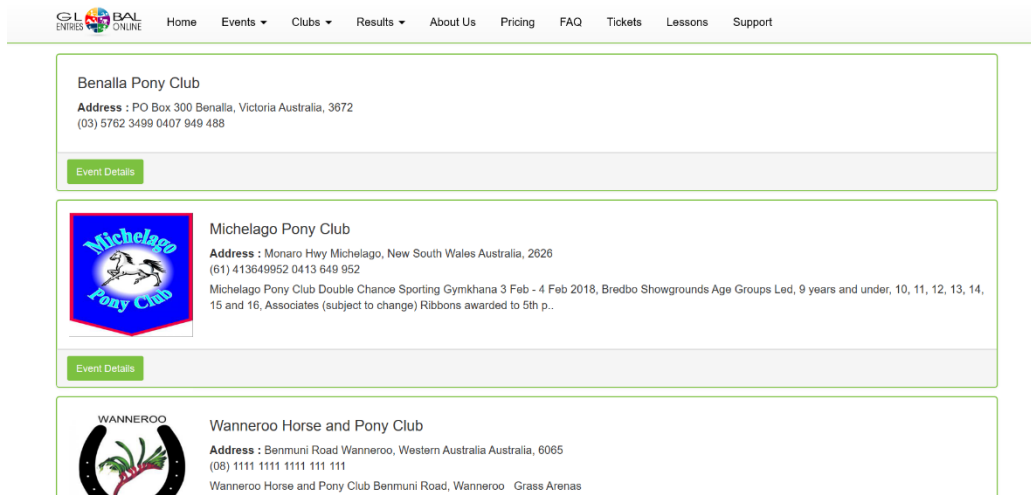 GL BAL
ENTRIES ONLINE
Home Events Clubs Results About Us Pricing FAQ Tickets Lessons Support
Benalla Pony Club
Address : PO Box 300 Benalla, Victoria Australia, 3672
(03) 5762 3499 0407 949 488
Event Details
Michelago
Pony Club
Michelago Pony Club
Address : Monaro Hwy Michelago, New South Wales Australia, 2626
(61) 413649952 0413 649 952
Michelago Pony Club Double Chance Sporting Gymkhana 3 Feb - 4 Feb 2018, Bredbo Showgrounds Age Groups Led, 9 years and under, 10, 11, 12, 13, 14,
15 and 16, Associates (subject to change) Ribbons awarded to 5th p..
Event Details
WANNEROO
Wanneroo Horse and Pony Club
Address : Benmuni Road Wanneroo, Western Australia Australia, 6065
(08) 1111 1111 1111 111 111
Wanneroo Horse and Pony Club Benmuni Road, Wanneroo Grass Arenas